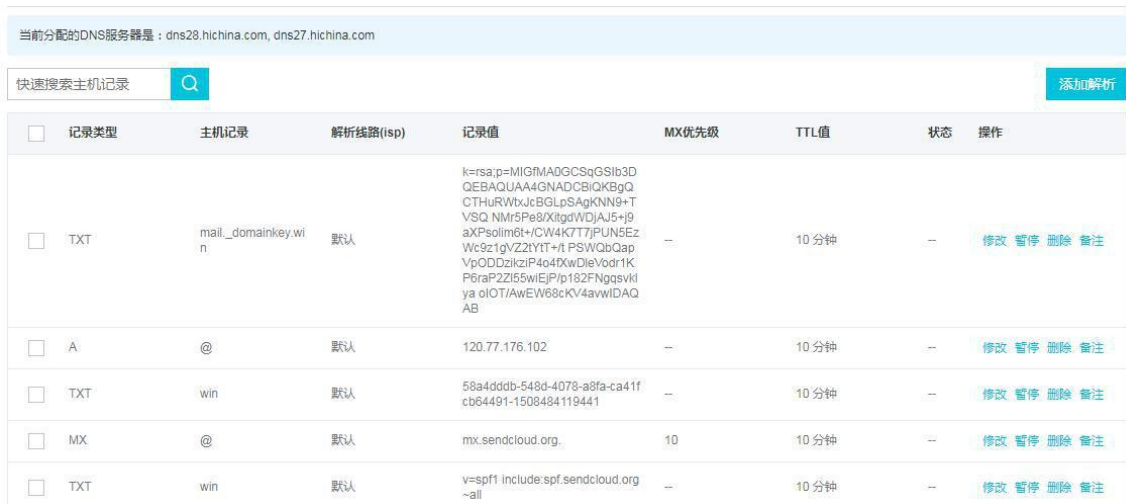 当前分配的DNS服务器是：dns28.hichina.com, dns27.hichina.com
快速搜索主机记录
添加解析
记录类型 主机记录 解析线路(isp) 记录值 MX优先级 TTL值 状态 操作
k=rsa;p=MIGfMA0GCSqGSIb3D
QEBAQUAA4GNADCBiQKBgQ
CTHuRWtxJcBGLpSAgKNN9+T
VSQ NMr5Pe8/XitgdWDjAJ5+j9
aXPsolim6t+/CW4K7T7jPUN5Ez
Wc9z1gVZ2tYtT+/t PSWQbQap
VpODDzikziP4o4fXwDleVodr1K
P6raP2Zl55wiEjP/p182FNgqsvkl
ya oIOT/AwEW68cKV4avwIDAQ
AB
TXT mail._domainkey.wi
n 默认 -- 10 分钟 -- 修改 暂停 删除 备注
A @ 默认 120.77.176.102 -- 10 分钟 -- 修改 暂停 删除 备注
TXT win 默认 58a4dddb-548d-4078-a8fa-ca41f
cb64491-1508484119441 -- 10 分钟 -- 修改 暂停 删除 备注
MX @ 默认 mx.sendcloud.org. 10 10 分钟 -- 修改 暂停 删除 备注
TXT win 默认 v=spf1 include:spf.sendcloud.org
~all -- 10 分钟 -- 修改 暂停 删除 备注